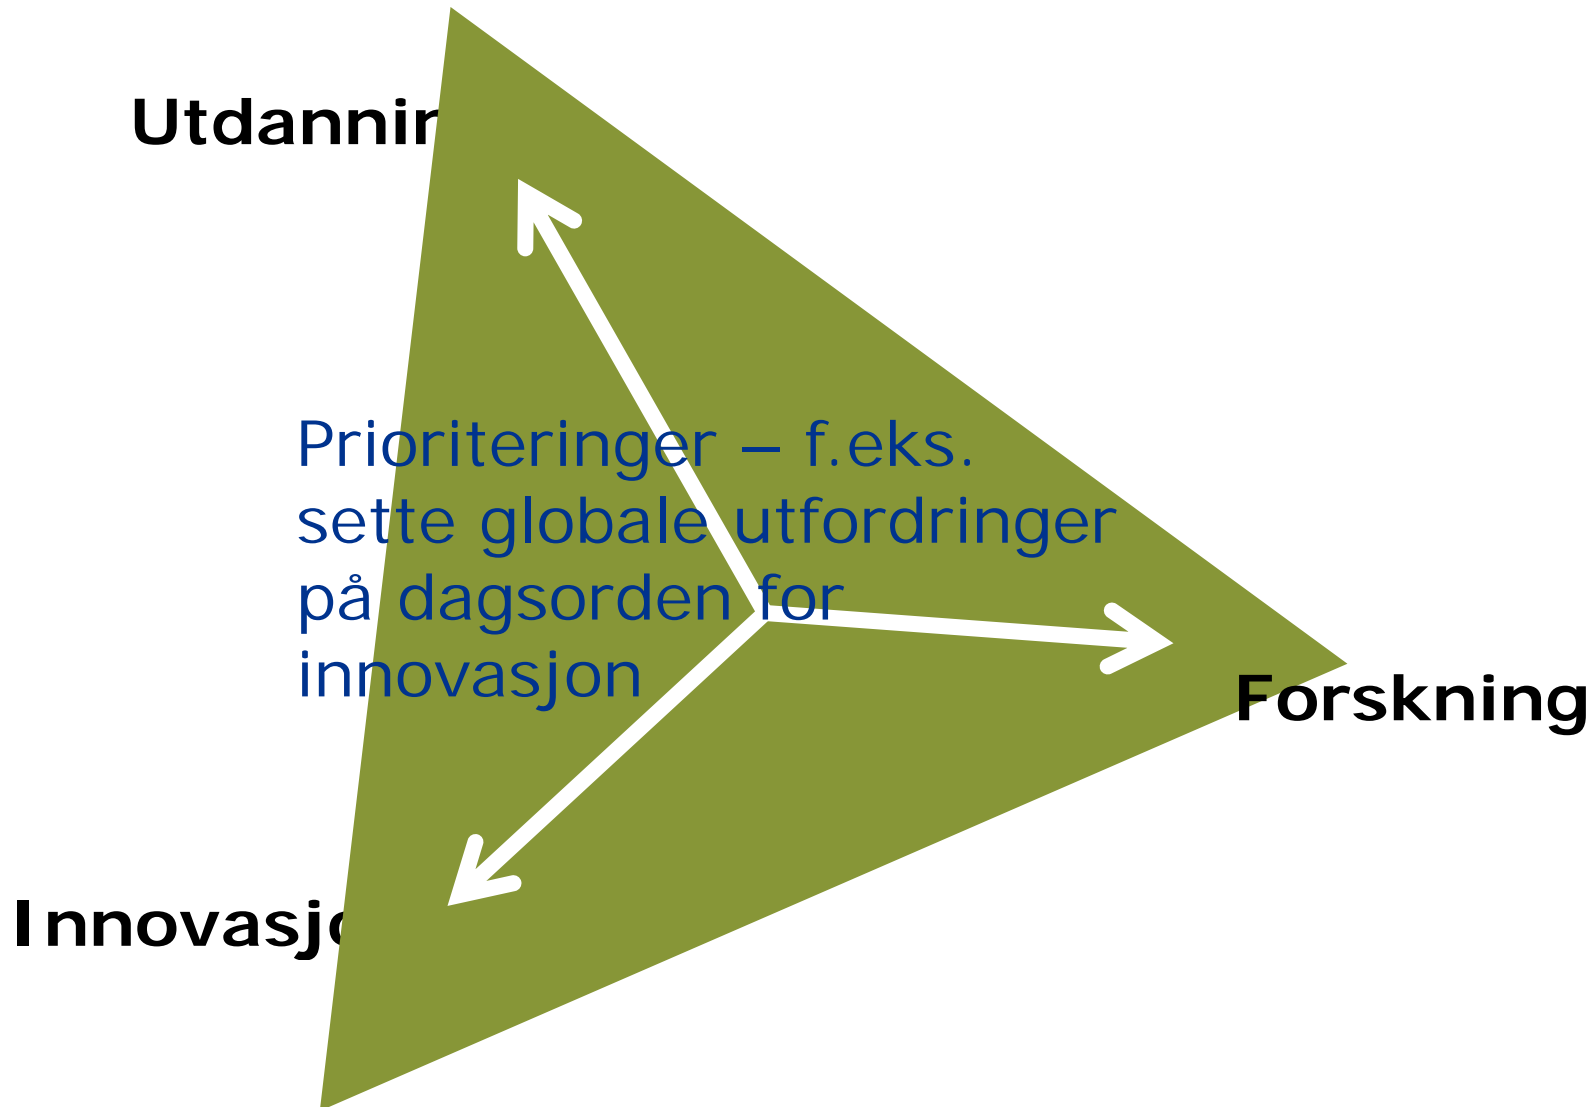 Utdannin
Prioriteringer – f.eks.
sette globale utfordringer
på dagsorden for
innovasjon
Forskning
Innovasjo